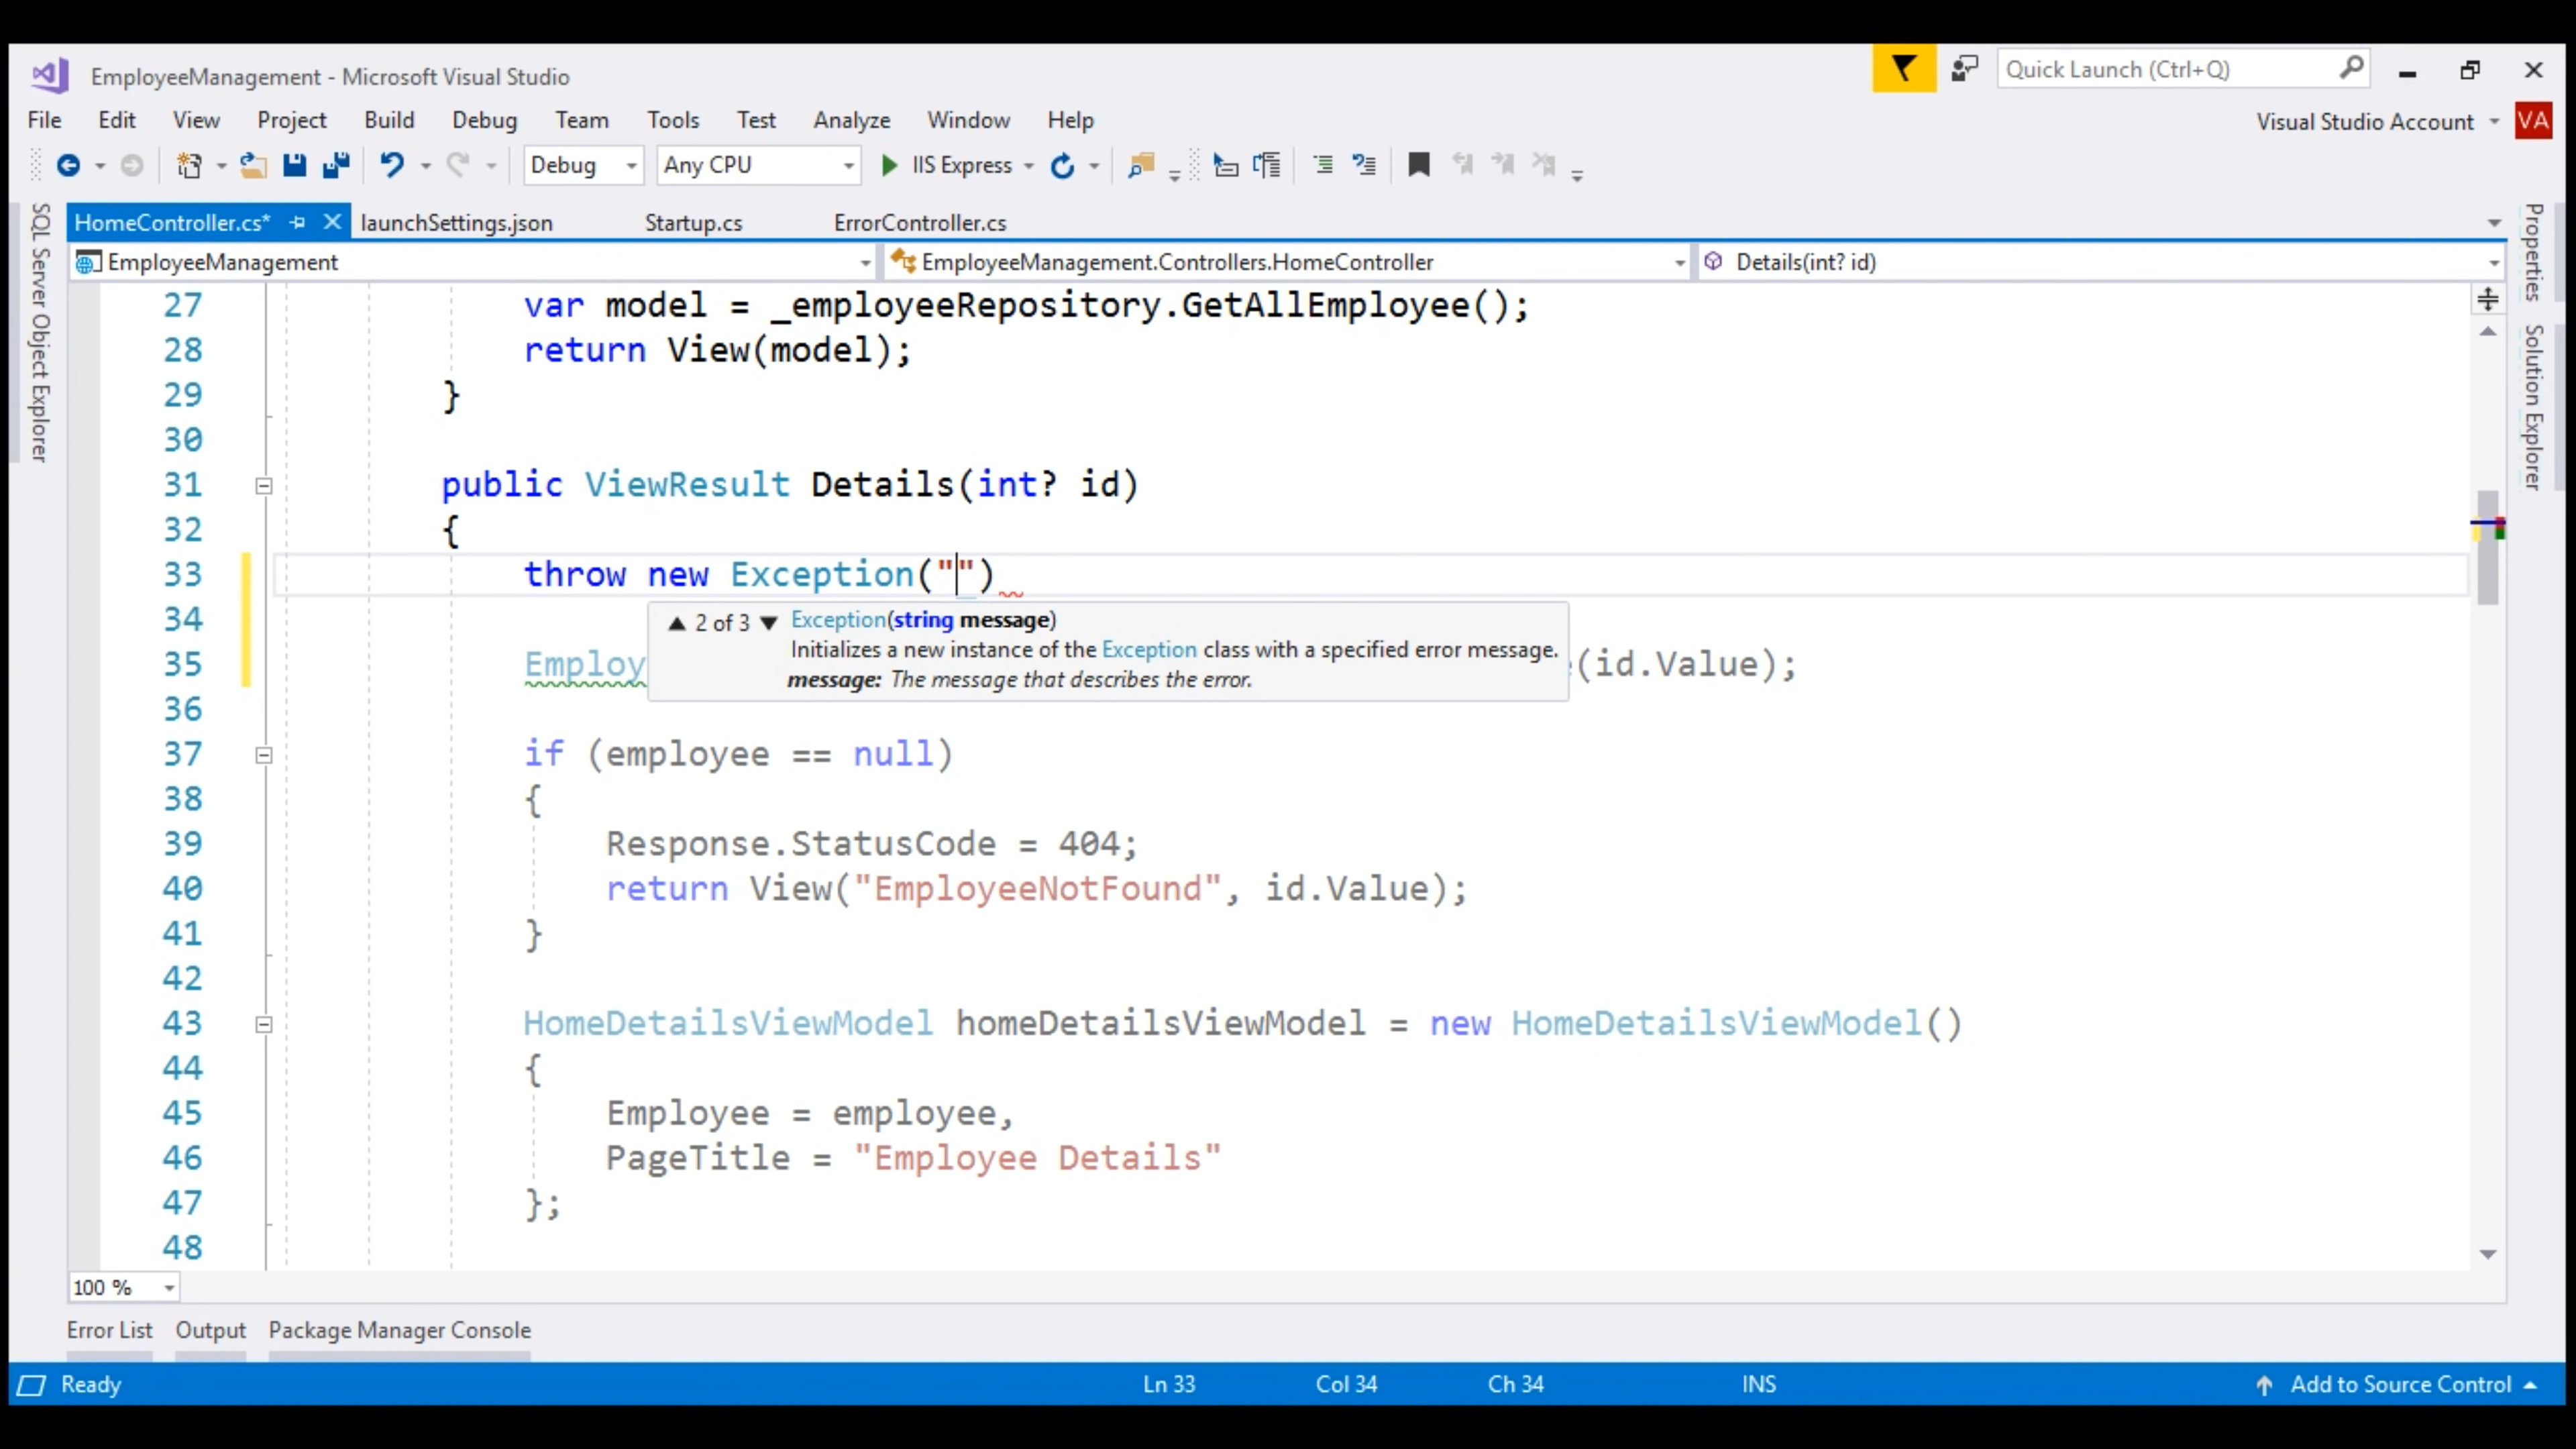 EmployeeManagement - Microsoft Visual Studio
Quick Launch (Ctrl+Q)
File Edit View Project Build Debug Team Tools Test Analyze Window Help
Visual Studio Account VA
Debug Any CPU IIS Express
HomeController.cs* launchSettings.json Startup.cs ErrorController.cs
EmployeeManagement EmployeeManagement.Controllers.HomeController Details(int? id)
SQL Server Object Explorer
Properties
Solution Explorer
27 var model = _employeeRepository.GetAllEmployee();
28 return View(model);
29 }
30
31 public ViewResult Details(int? id)
32 {
33 throw new Exception("")
34
2 of 3 Exception(string message)
Initializes a new instance of the Exception class with a specified error message.
message: The message that describes the error.
35 Employ (id.Value);
36
37 if (employee == null)
38 {
39 Response.StatusCode = 404;
40 return View("EmployeeNotFound", id.Value);
41 }
42
43 HomeDetailsViewModel homeDetailsViewModel = new HomeDetailsViewModel()
44 {
45 Employee = employee,
46 PageTitle = "Employee Details"
47 };
48
100 %
Error List Output Package Manager Console
Ready Ln 33 Col 34 Ch 34 INS Add to Source Control